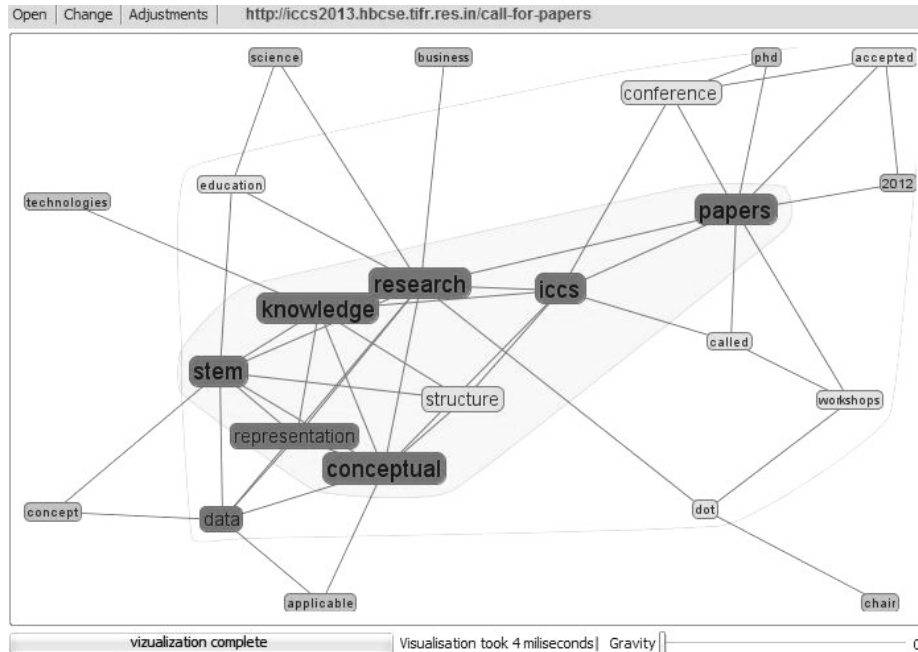 Open Change Adjustments http://iccs2013.hbcse.tifr.res.in/call-for-papers
science business phd accepted
conference
education 2012
technologies papers
research iccs
knowledge
called
stem
structure workshops
representation
conceptual
concept data dot
applicable chair
vizualization complete Visualisation took 4 miliseconds| Gravity